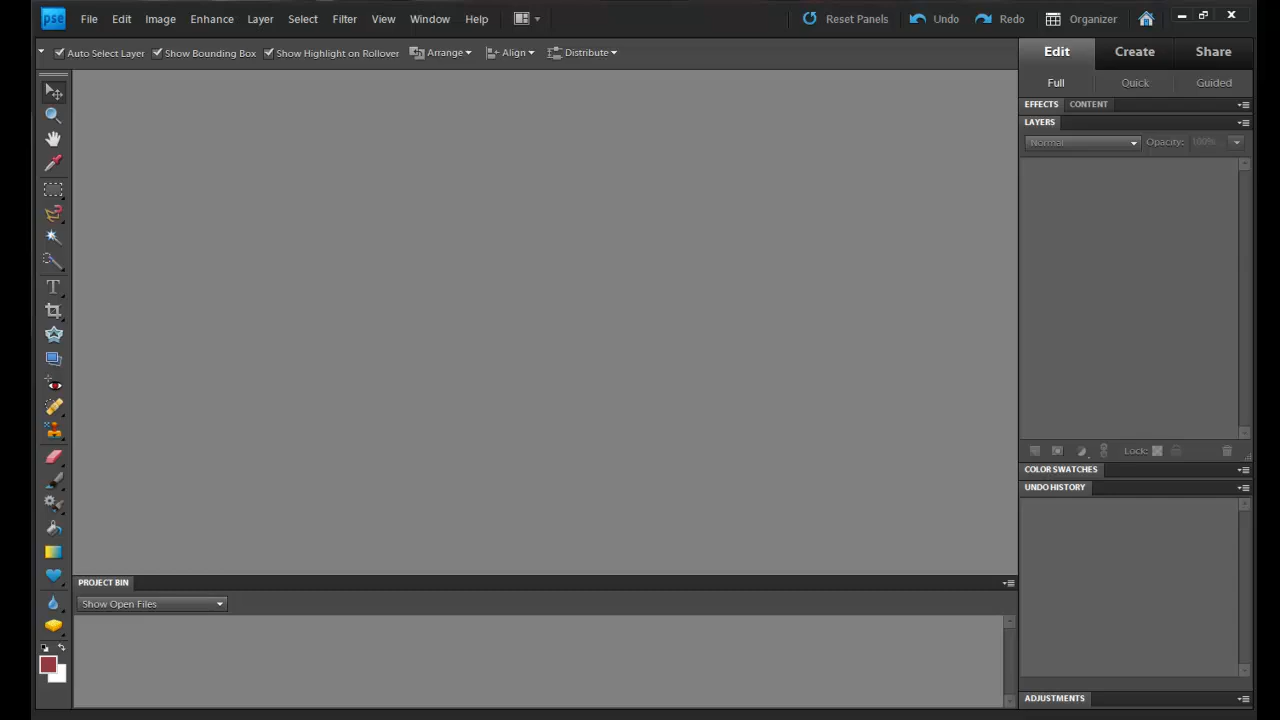 pse File Edit Image Enhance Layer Select Filter View Window Help Reset Panels Undo Redo Organizer
Auto Select Layer Show Bounding Box Show Highlight on Rollover Arrange Align Distribute
Edit Create Share
Full Quick Guided
EFFECTS CONTENT
LAYERS
Normal Opacity: 100%
T
Lock:
COLOR SWATCHES
UNDO HISTORY
PROJECT BIN
Show Open Files
ADJUSTMENTS